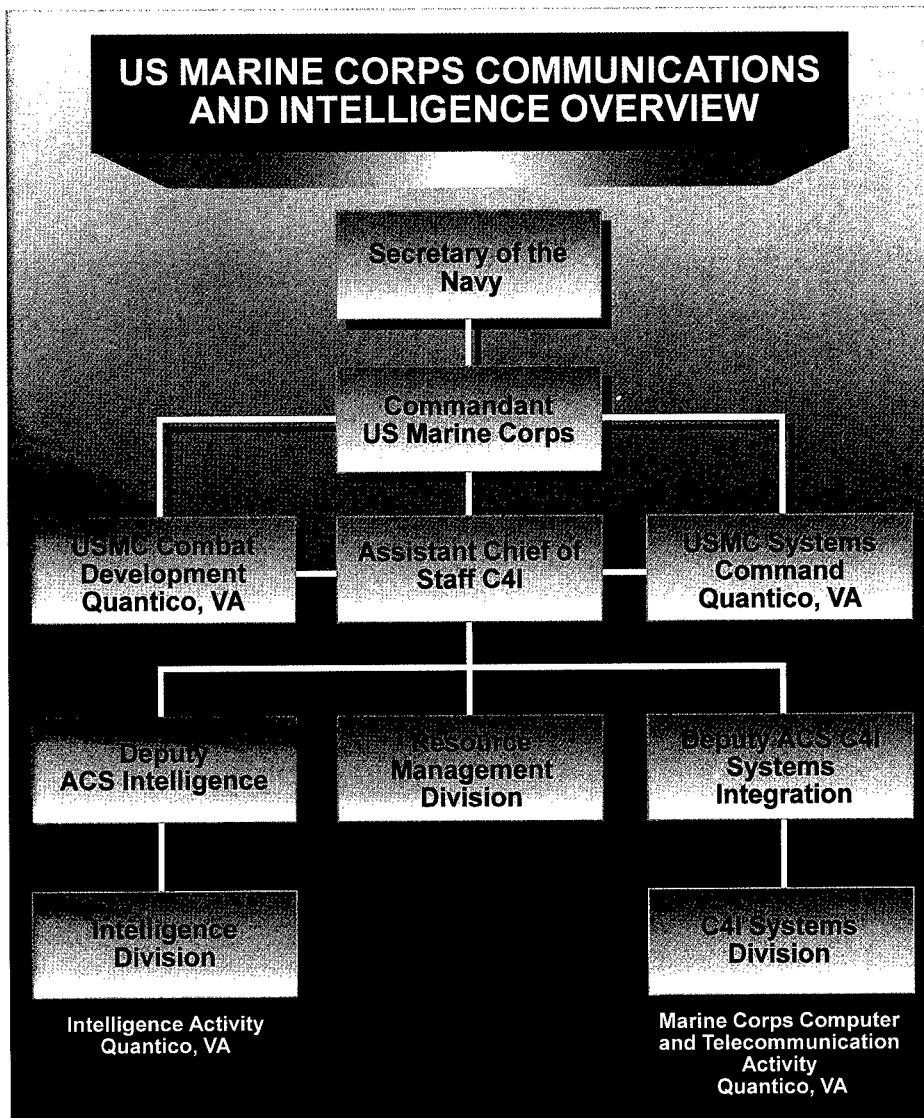 US MARINE CORPS COMMUNICATIONS
AND INTELLIGENCE OVERVIEW
Secretary of the
Navy
Commandant
US Marine Corps
USMC Combat
Development
Quantico, VA
Assistant Chief of
Staff C4I
USMC Systems
Command
Quantico, VA
Deputy
ACS Intelligence
Resource
Management
Division
Deputy ACS C4I
Systems
Integration
Intelligence
Division
C4I Systems
Division
Intelligence Activity
Quantico, VA
Marine Corps Computer
and Telecommunication
Activity
Quantico, VA